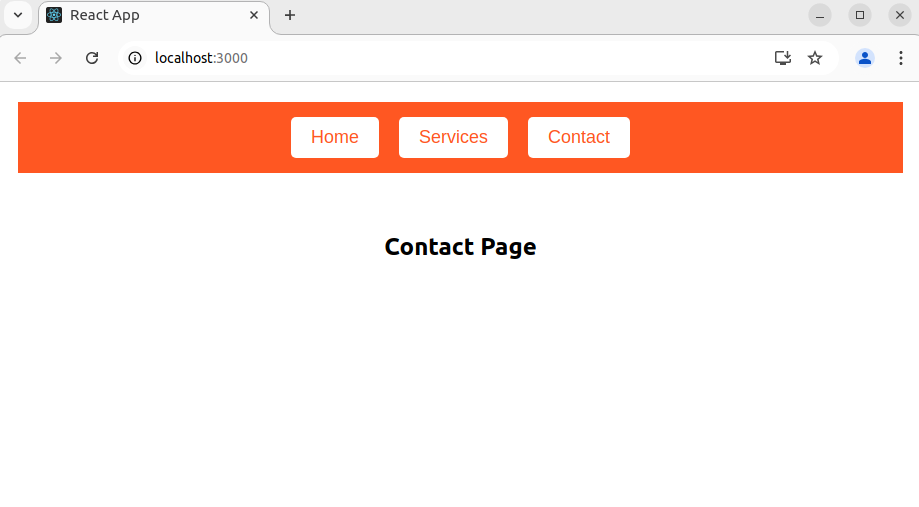 React App
localhost:3000
Home Services Contact
Contact Page